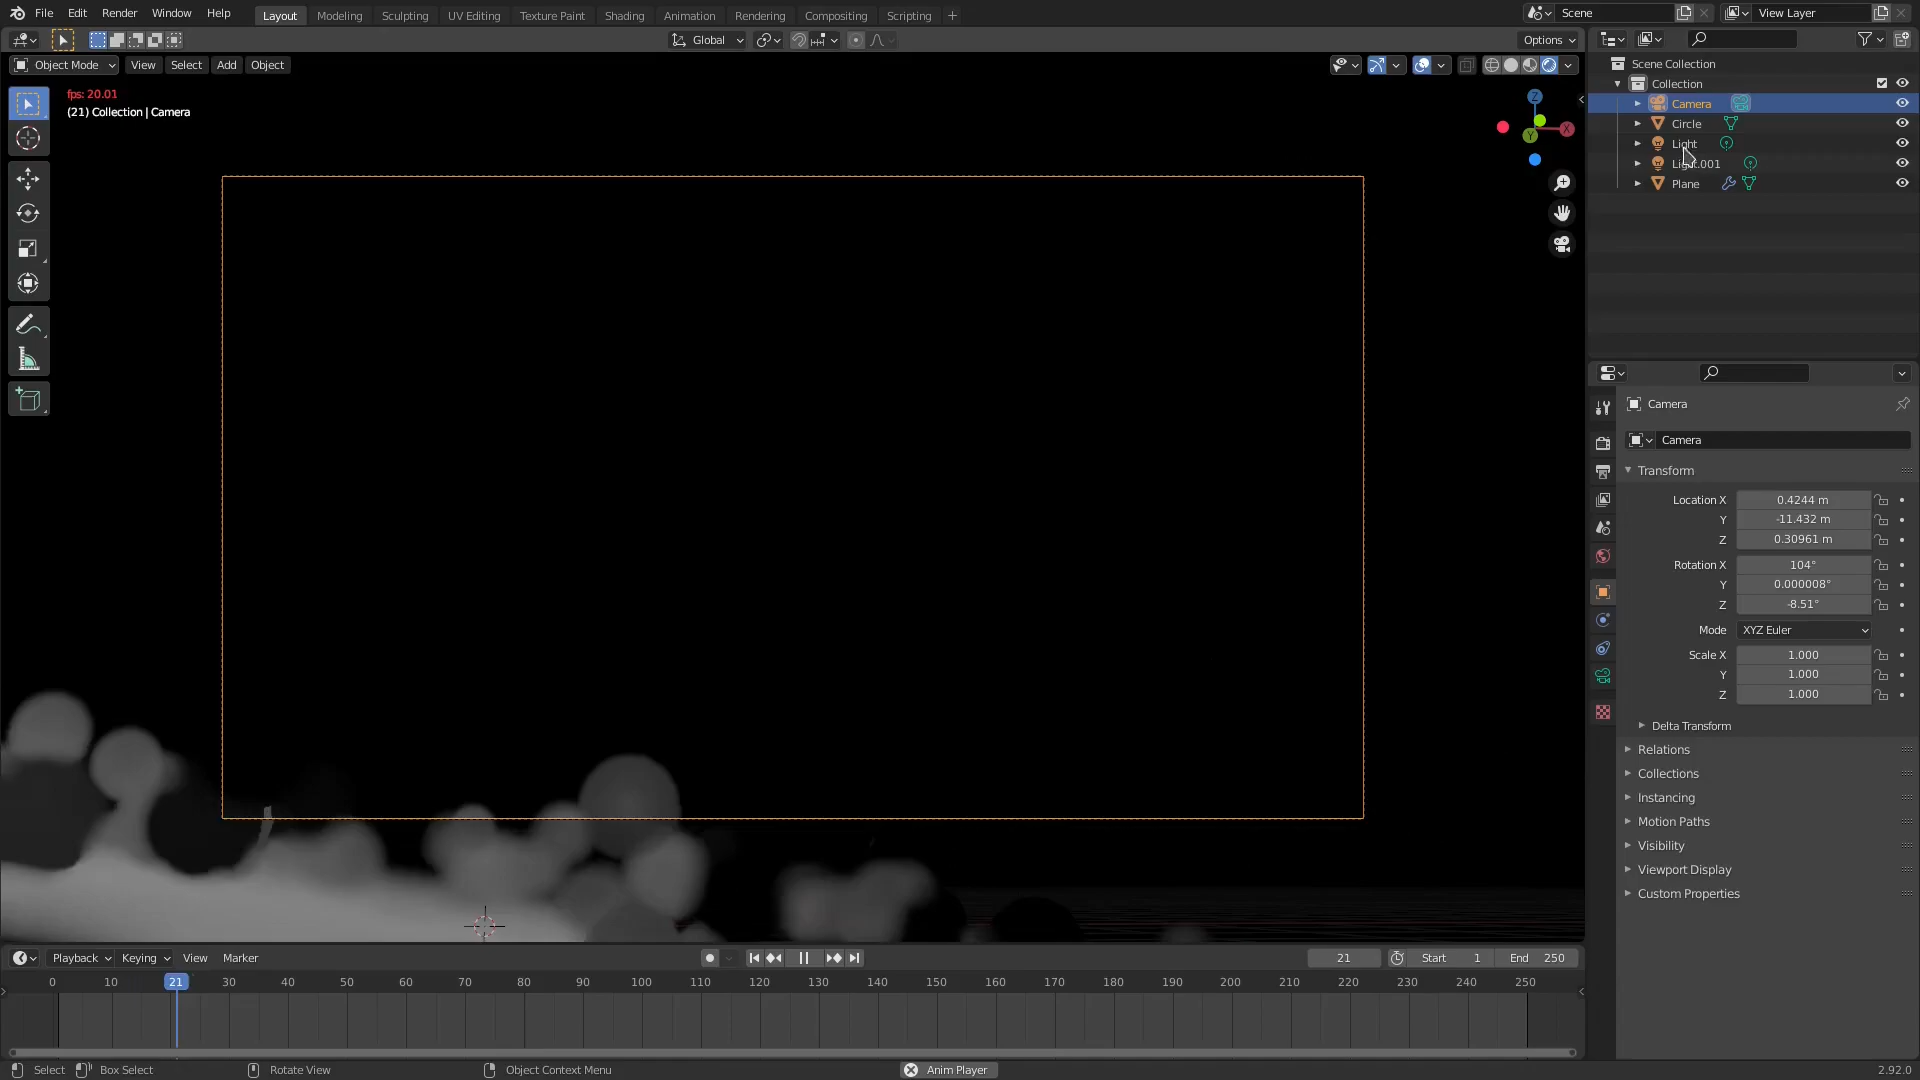 File Edit Render Window Help Layout Modeling Sculpting UV Editing Texture Paint Shading Animation Rendering Compositing Scripting + Scene View Layer
Global Options
Object Mode View Select Add Object
fps: 20.01
(21) Collection | Camera
Z
X
Y
Scene Collection
Collection
Camera
Circle
Light
Light.001
Plane
Camera
Camera
Transform
Location X 0.4244 m
Y -11.432 m
Z 0.30961 m
Rotation X 104°
Y 0.000008°
Z -8.51°
Mode XYZ Euler
Scale X 1.000
Y 1.000
Z 1.000
Delta Transform
Relations
Collections
Instancing
Motion Paths
Visibility
Viewport Display
Custom Properties
Playback Keying View Marker 21 Start 1 End 250
0 10 21 30 40 50 60 70 80 90 100 110 120 130 140 150 160 170 180 190 200 210 220 230 240 250
Select Box Select Rotate View Object Context Menu Anim Player 2.92.0